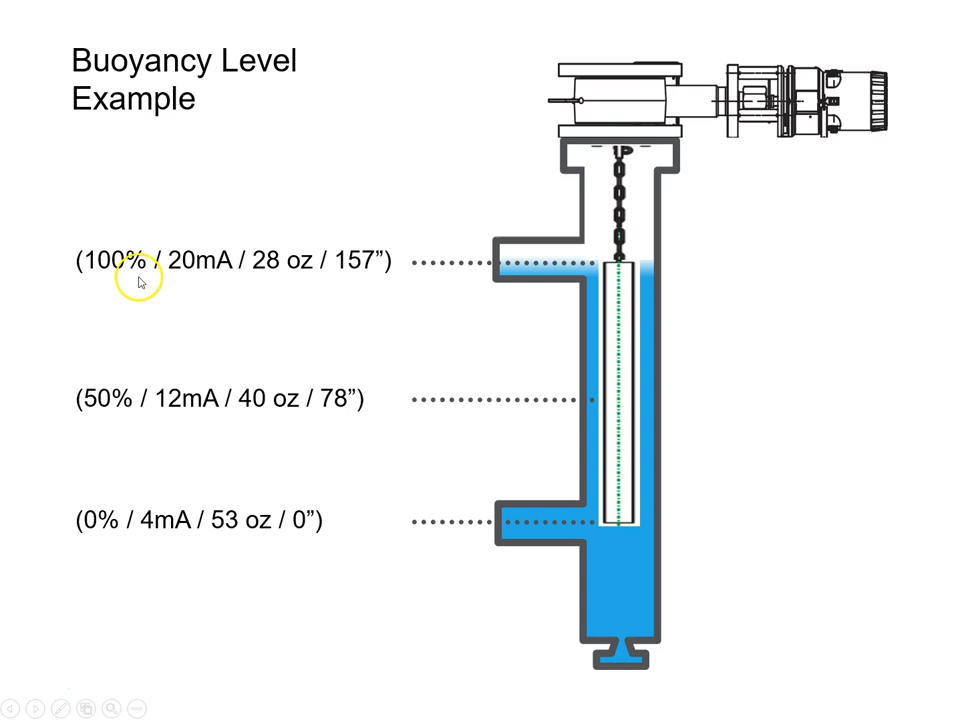 Buoyancy Level
Example
(100% / 20mA / 28 oz / 157”)
(50% / 12mA / 40 oz / 78”)
(0% / 4mA / 53 oz / 0”)